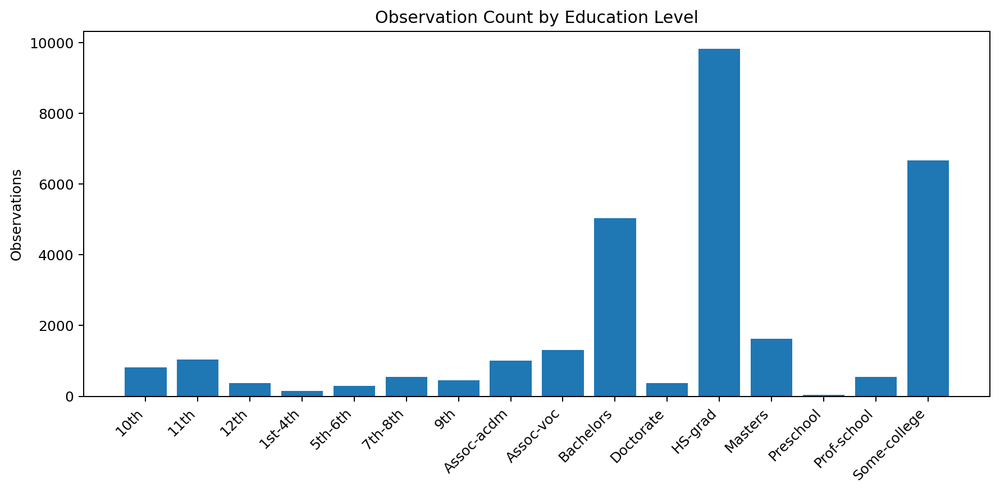 Observation Count by Education Level
Observations
10000
8000
6000
4000
2000
0
10th
11th
12th
1st-4th
5th-6th
7th-8th
9th
Assoc-acdm
Assoc-voc
Bachelors
Doctorate
HS-grad
Masters
Preschool
Prof-school
Some-college